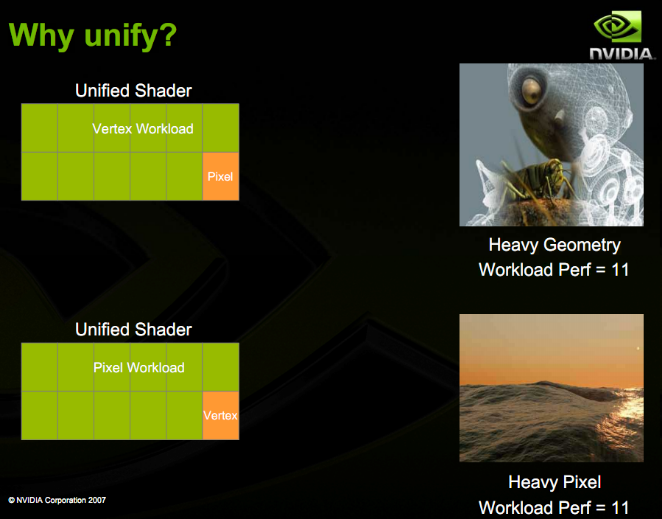 Why unify?
NVIDIA.
Unified Shader
Vertex Workload
Pixel
Heavy Geometry
Workload Perf = 11
Unified Shader
Pixel Workload
Vertex
Heavy Pixel
Workload Perf = 11
© NVIDIA Corporation 2007